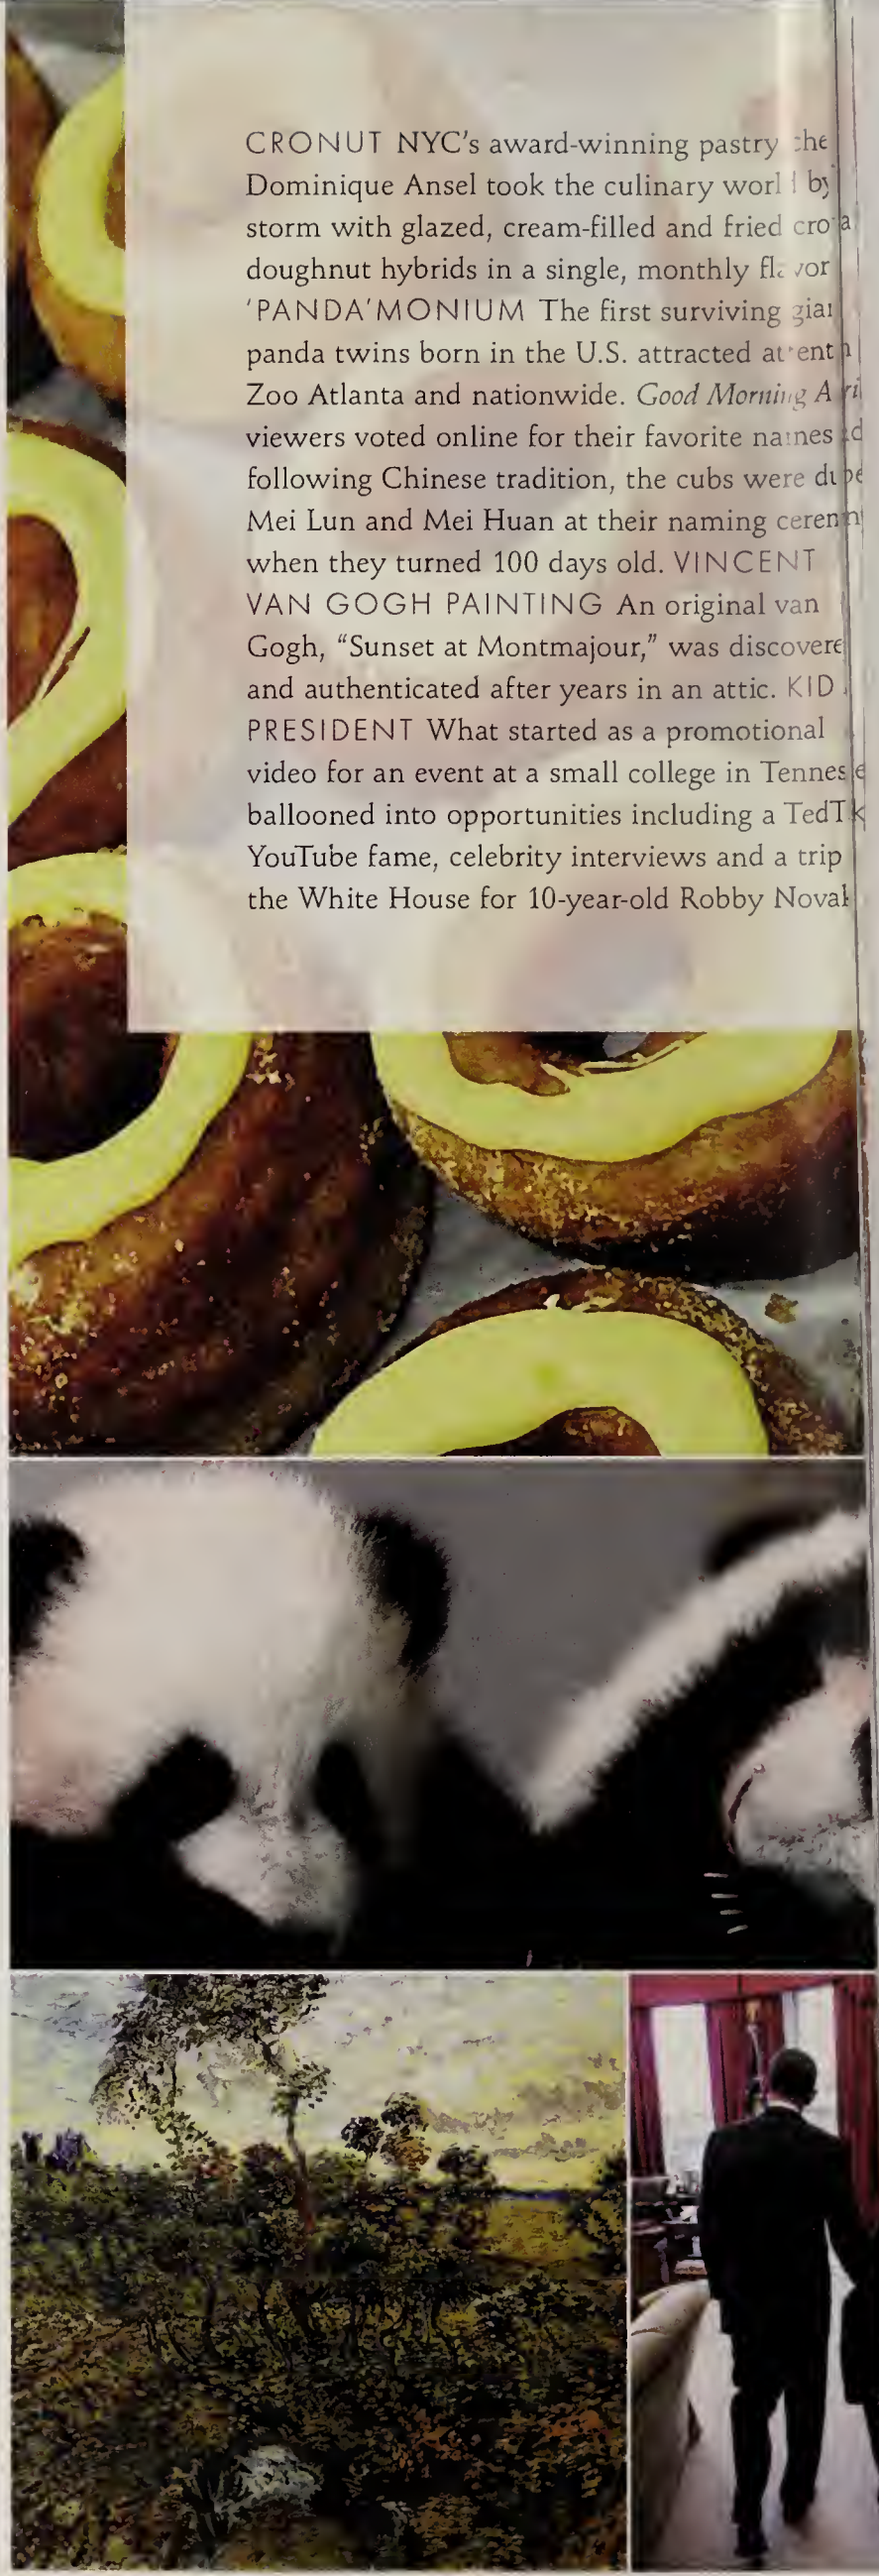 CRONUT NYC's award-winning pastry
Dominique Ansel took the culinary by
storm with glazed, cream-filled and fried
doughnut hybrids in a single, monthly
'PANDA'MONIUM The first surviving
panda twins born in the U.S. attracted
Zoo Atlanta and nationwide. Good Morning
viewers voted online for their favorite names
following Chinese tradition, the cubs were
Mei Lun and Mei Huan at their naming
when they turned 100 days old. VINCENT
VAN GOGH PAINTING An original van
Gogh, “Sunset at Montmajour,” was
and authenticated after years in an attic. KID
PRESIDENT What started as a promotional
video for an event at a small college in
ballooned into opportunities including a
YouTube fame, celebrity interviews and a trip
the White House for 10-year-old Robby